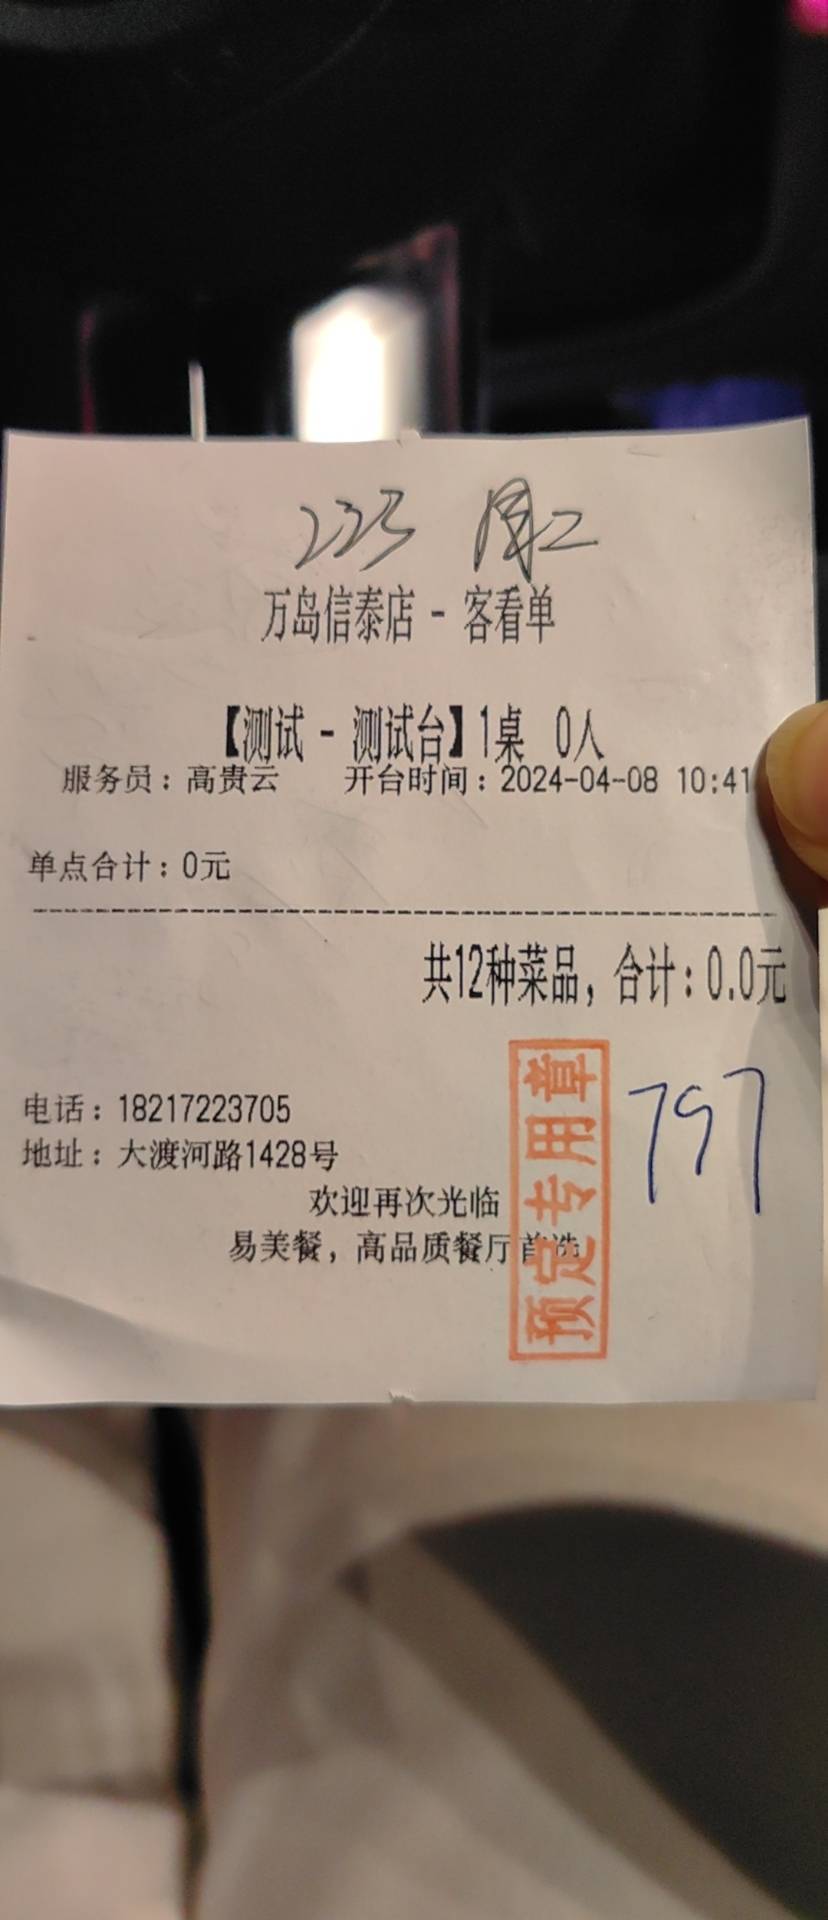 223 周二
万岛信泰店 - 客看单
【测试 - 测试台】1桌 0人
服务员：高贵云 开台时间：2024-04-08 10:41
单点合计：0元
共12种菜品，合计：0.0元
电话：18217223705
地址：大渡河路1428号
欢迎再次光临
易美餐，高品质餐厅首选
预定专用章
797